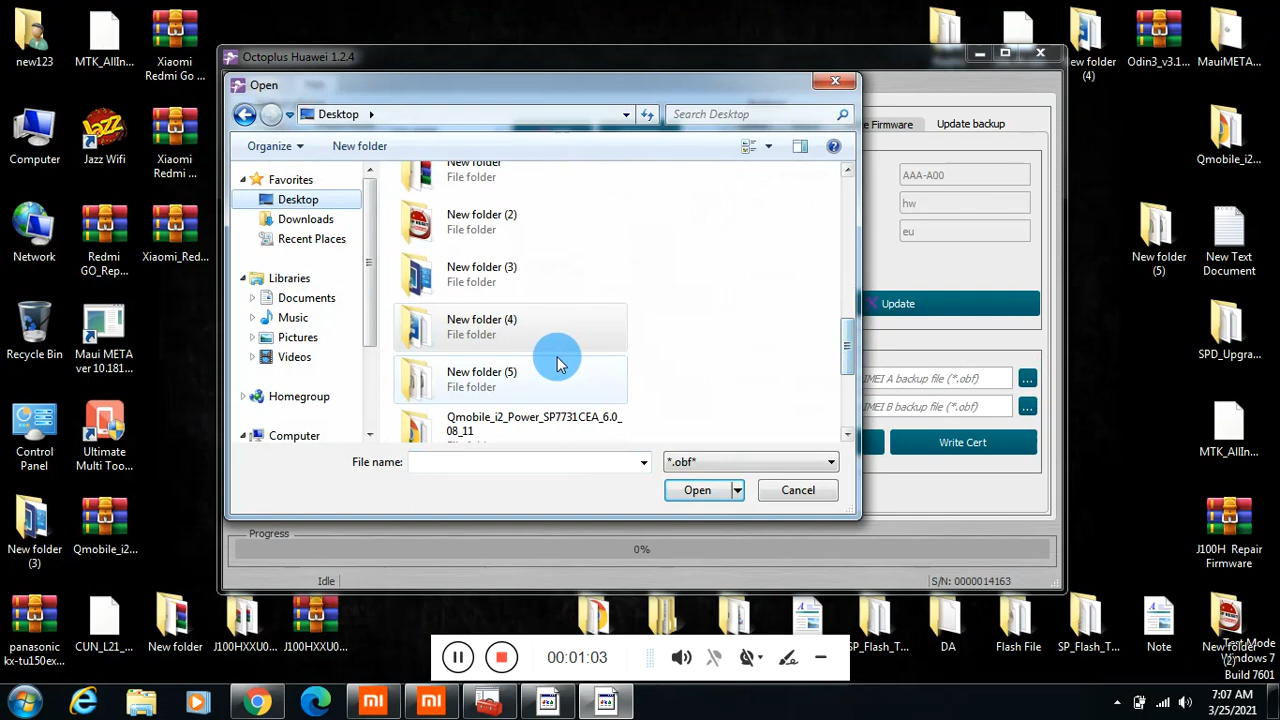 new123
MTK_AllIn...
Xiaomi
Redmi Go ...
Octoplus Huawei 1.2.4
ew folder
(4)
Odin3_v3.1...
MauiMETA...
Open
Desktop
Search Desktop
Organize
New folder
e Firmware
Update backup
Computer
Jazz Wifi
Xiaomi
Redmi ...
Qmobile_i2...
Favorites
Desktop
Downloads
Recent Places
Libraries
Documents
Music
Pictures
Videos
Homegroup
Computer
New folder
File folder
New folder (2)
File folder
New folder (3)
File folder
New folder (4)
File folder
New folder (5)
File folder
Qmobile_i2_Power_SP7731CEA_6.0_
08_11
AAA-A00
hw
eu
Update
IMEI A backup file (*.obf)
...
IMEI B backup file (*.obf)
...
Write Cert
File name:
*.obf*
Open
Cancel
Network
Redmi
GO_Rep...
Xiaomi_Red...
New folder
(5)
New Text
Document
Recycle Bin
Maui META
ver 10.181...
SPD_Upgra...
Control
Panel
Ultimate
Multi Too...
MTK_AllIn...
New folder
(3)
Qmobile_i2...
J100H Repair
Firmware
Progress
0%
Idle
S/N: 0000014163
panasonic
kx-tu150ex...
CUN_L21_...
New folder
J100HXXU0...
J100HXXU0...
SP_Flash_T...
DA
Flash File
SP_Flash_T...
Note
New folder
(2)
00:01:03
Test Mode
Windows 7
Build 7601
7:07 AM
3/25/2021